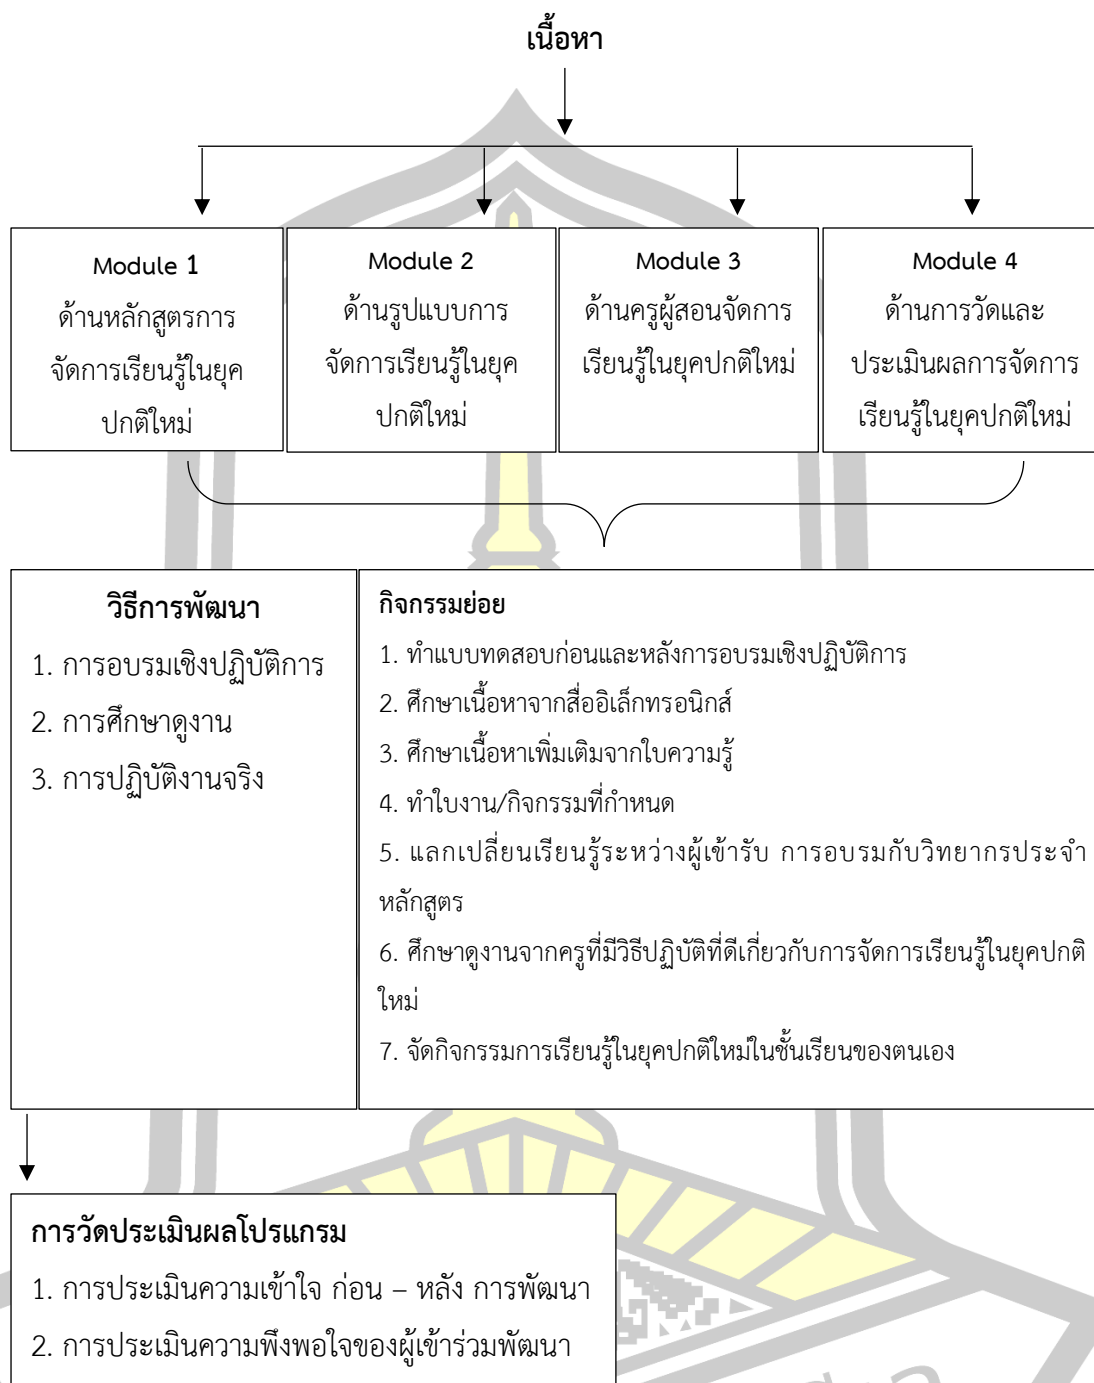 เนื้อหา
Module 1
ด้านหลักสูตรการ
จัดการเรียนรู้ในยุค
ปกติใหม่
Module 2
ด้านรูปแบบการ
จัดการเรียนรู้ในยุค
ปกติใหม่
Module 3
ด้านครูผู้สอนจัดการ
เรียนรู้ในยุคปกติใหม่
Module 4
ด้านการวัดและ
ประเมินผลการจัดการ
เรียนรู้ในยุคปกติใหม่
วิธีการพัฒนา
1. การอบรมเชิงปฏิบัติการ
2. การศึกษาดูงาน
3. การปฏิบัติงานจริง
กิจกรรมย่อย
1. ทำแบบทดสอบก่อนและหลังการอบรมเชิงปฏิบัติการ
2. ศึกษาเนื้อหาจากสื่ออิเล็กทรอนิกส์
3. ศึกษาเนื้อหาเพิ่มเติมจากใบความรู้
4. ทำใบงาน/กิจกรรมที่กำหนด
5. แลกเปลี่ยนเรียนรู้ระหว่างผู้เข้ารับ การอบรมกับวิทยากรประจำ
หลักสูตร
6. ศึกษาดูงานจากครูที่มีวิธีปฏิบัติที่ดีเกี่ยวกับการจัดการเรียนรู้ในยุคปกติ
ใหม่
7. จัดกิจกรรมการเรียนรู้ในยุคปกติใหม่ในชั้นเรียนของตนเอง
การวัดประเมินผลโปรแกรม
1. การประเมินความเข้าใจ ก่อน – หลัง การพัฒนา
2. การประเมินความพึงพอใจของผู้เข้าร่วมพัฒนา